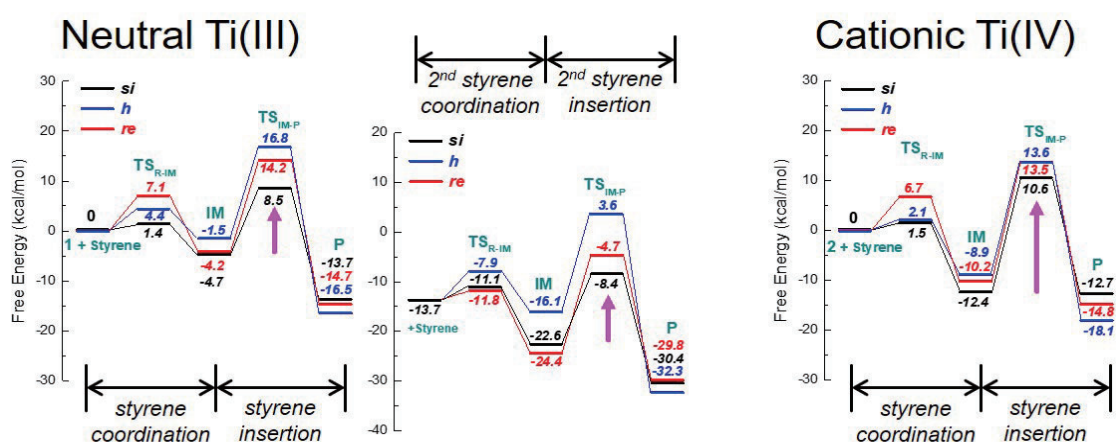 Neutral Ti(III)
30
20
10
0
-10
-20
-30
Free Energy (kcal/mol)
si
h
re
TS_R-IM
7.1
4.4
1.4
0
1 + Styrene
IM
-1.5
-4.2
-4.7
TS_IM-P
16.8
14.2
8.5
P
-13.7
-14.7
-16.5
styrene
coordination
styrene
insertion
2nd styrene
coordination
2nd styrene
insertion
20
10
0
-10
-20
-30
-40
si
h
re
-13.7
+Styrene
TS_R-IM
-7.9
-11.1
-11.8
IM
-16.1
-22.6
-24.4
TS_IM-P
3.6
-4.7
-8.4
P
-29.8
-30.4
-32.3
Cationic Ti(IV)
30
20
10
0
-10
-20
-30
Free Energy (kcal/mol)
si
h
re
0
2 + Styrene
TS_R-IM
6.7
2.1
1.5
IM
-8.9
-10.2
-12.4
TS_IM-P
13.6
13.5
10.6
P
-12.7
-14.8
-18.1
styrene
coordination
styrene
insertion